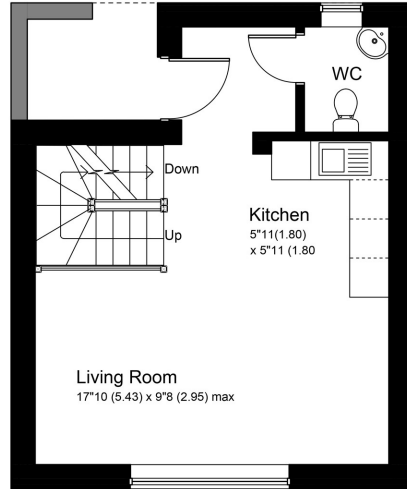 WC
Down
Kitchen
5"11(1.80)
x 5"11 (1.80
Up
Living Room
17"10 (5.43) x 9"8 (2.95) max